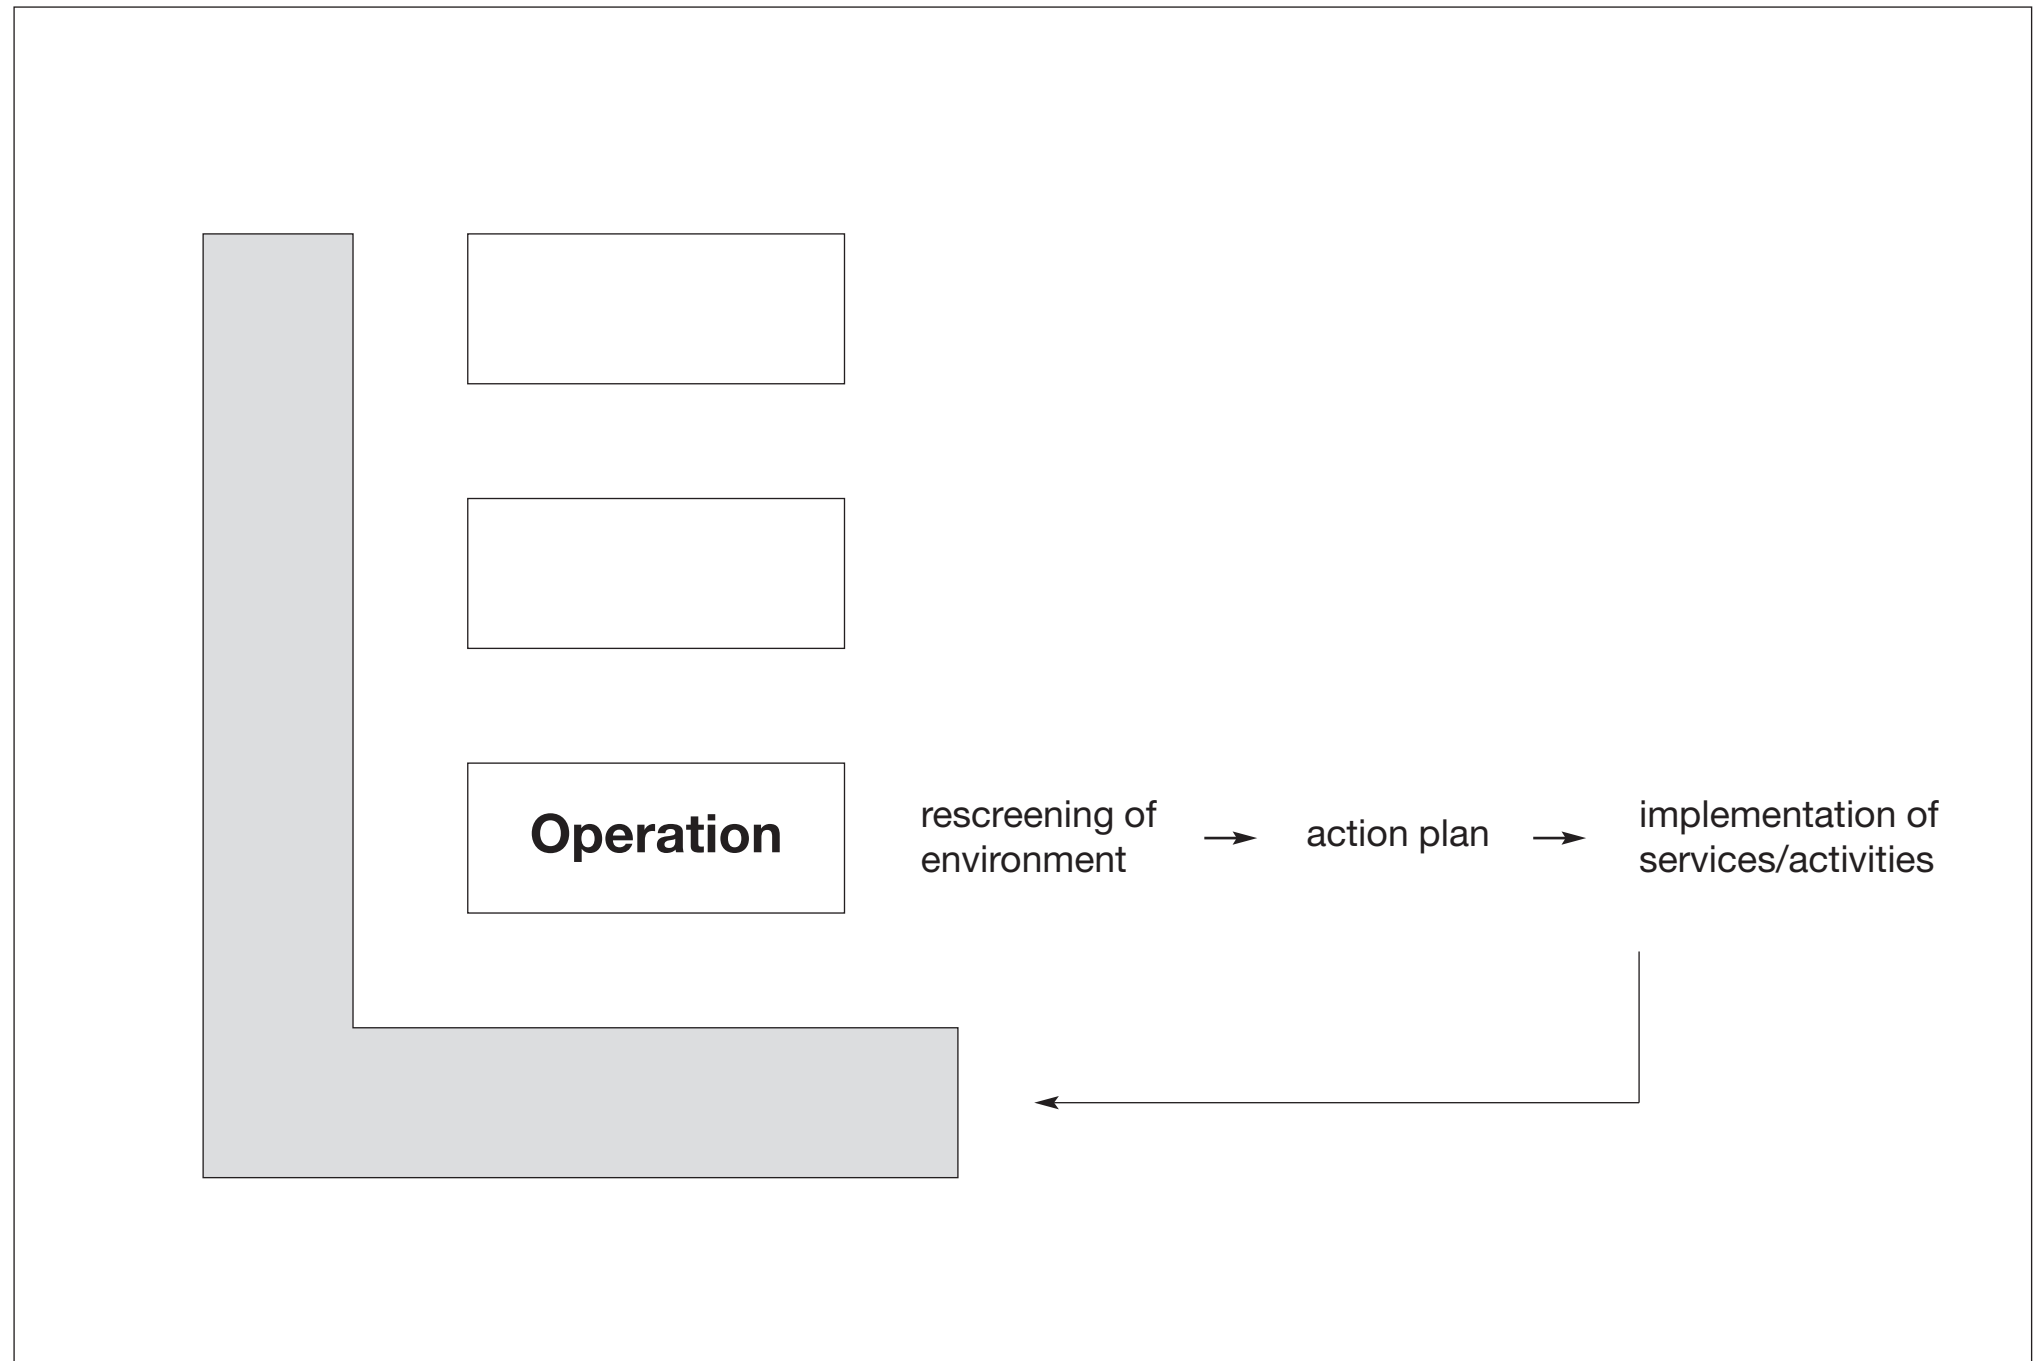 Operation
rescreening of
environment
action plan
implementation of
services/activities